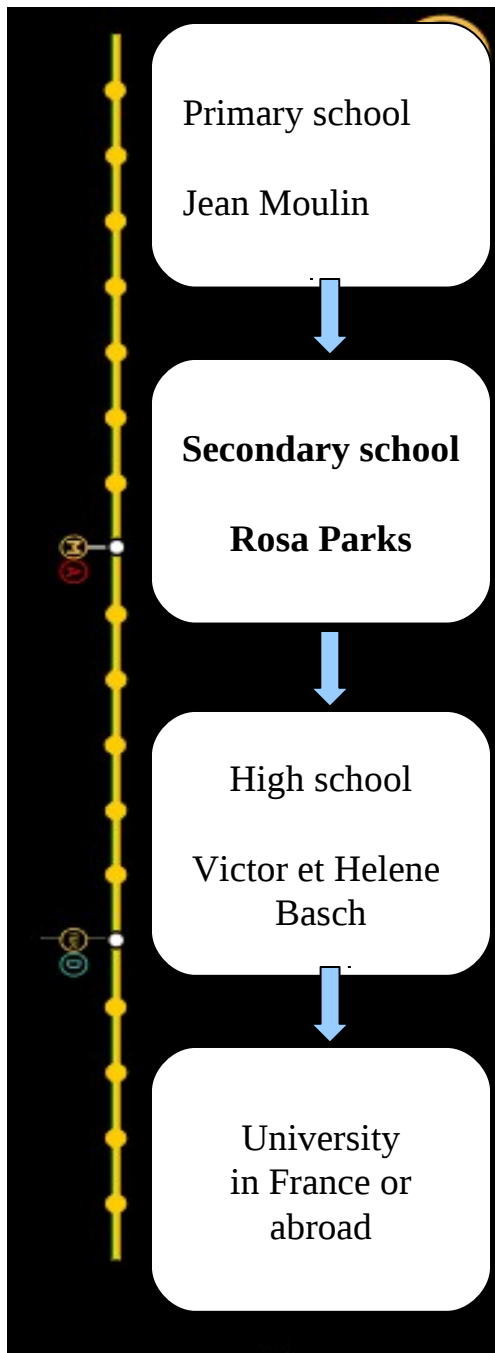 Primary school
Jean Moulin
Secondary school
Rosa Parks
M
A
High school
Victor et Helene
Basch
D
University
in France or
abroad